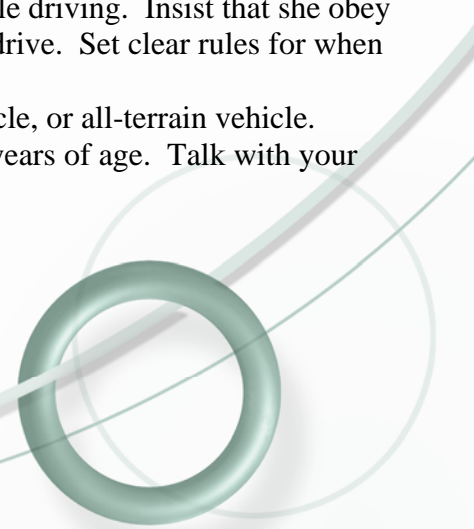 le driving.  Insist that she obey
drive.  Set clear rules for when
cle, or all-terrain vehicle.
years of age.  Talk with your